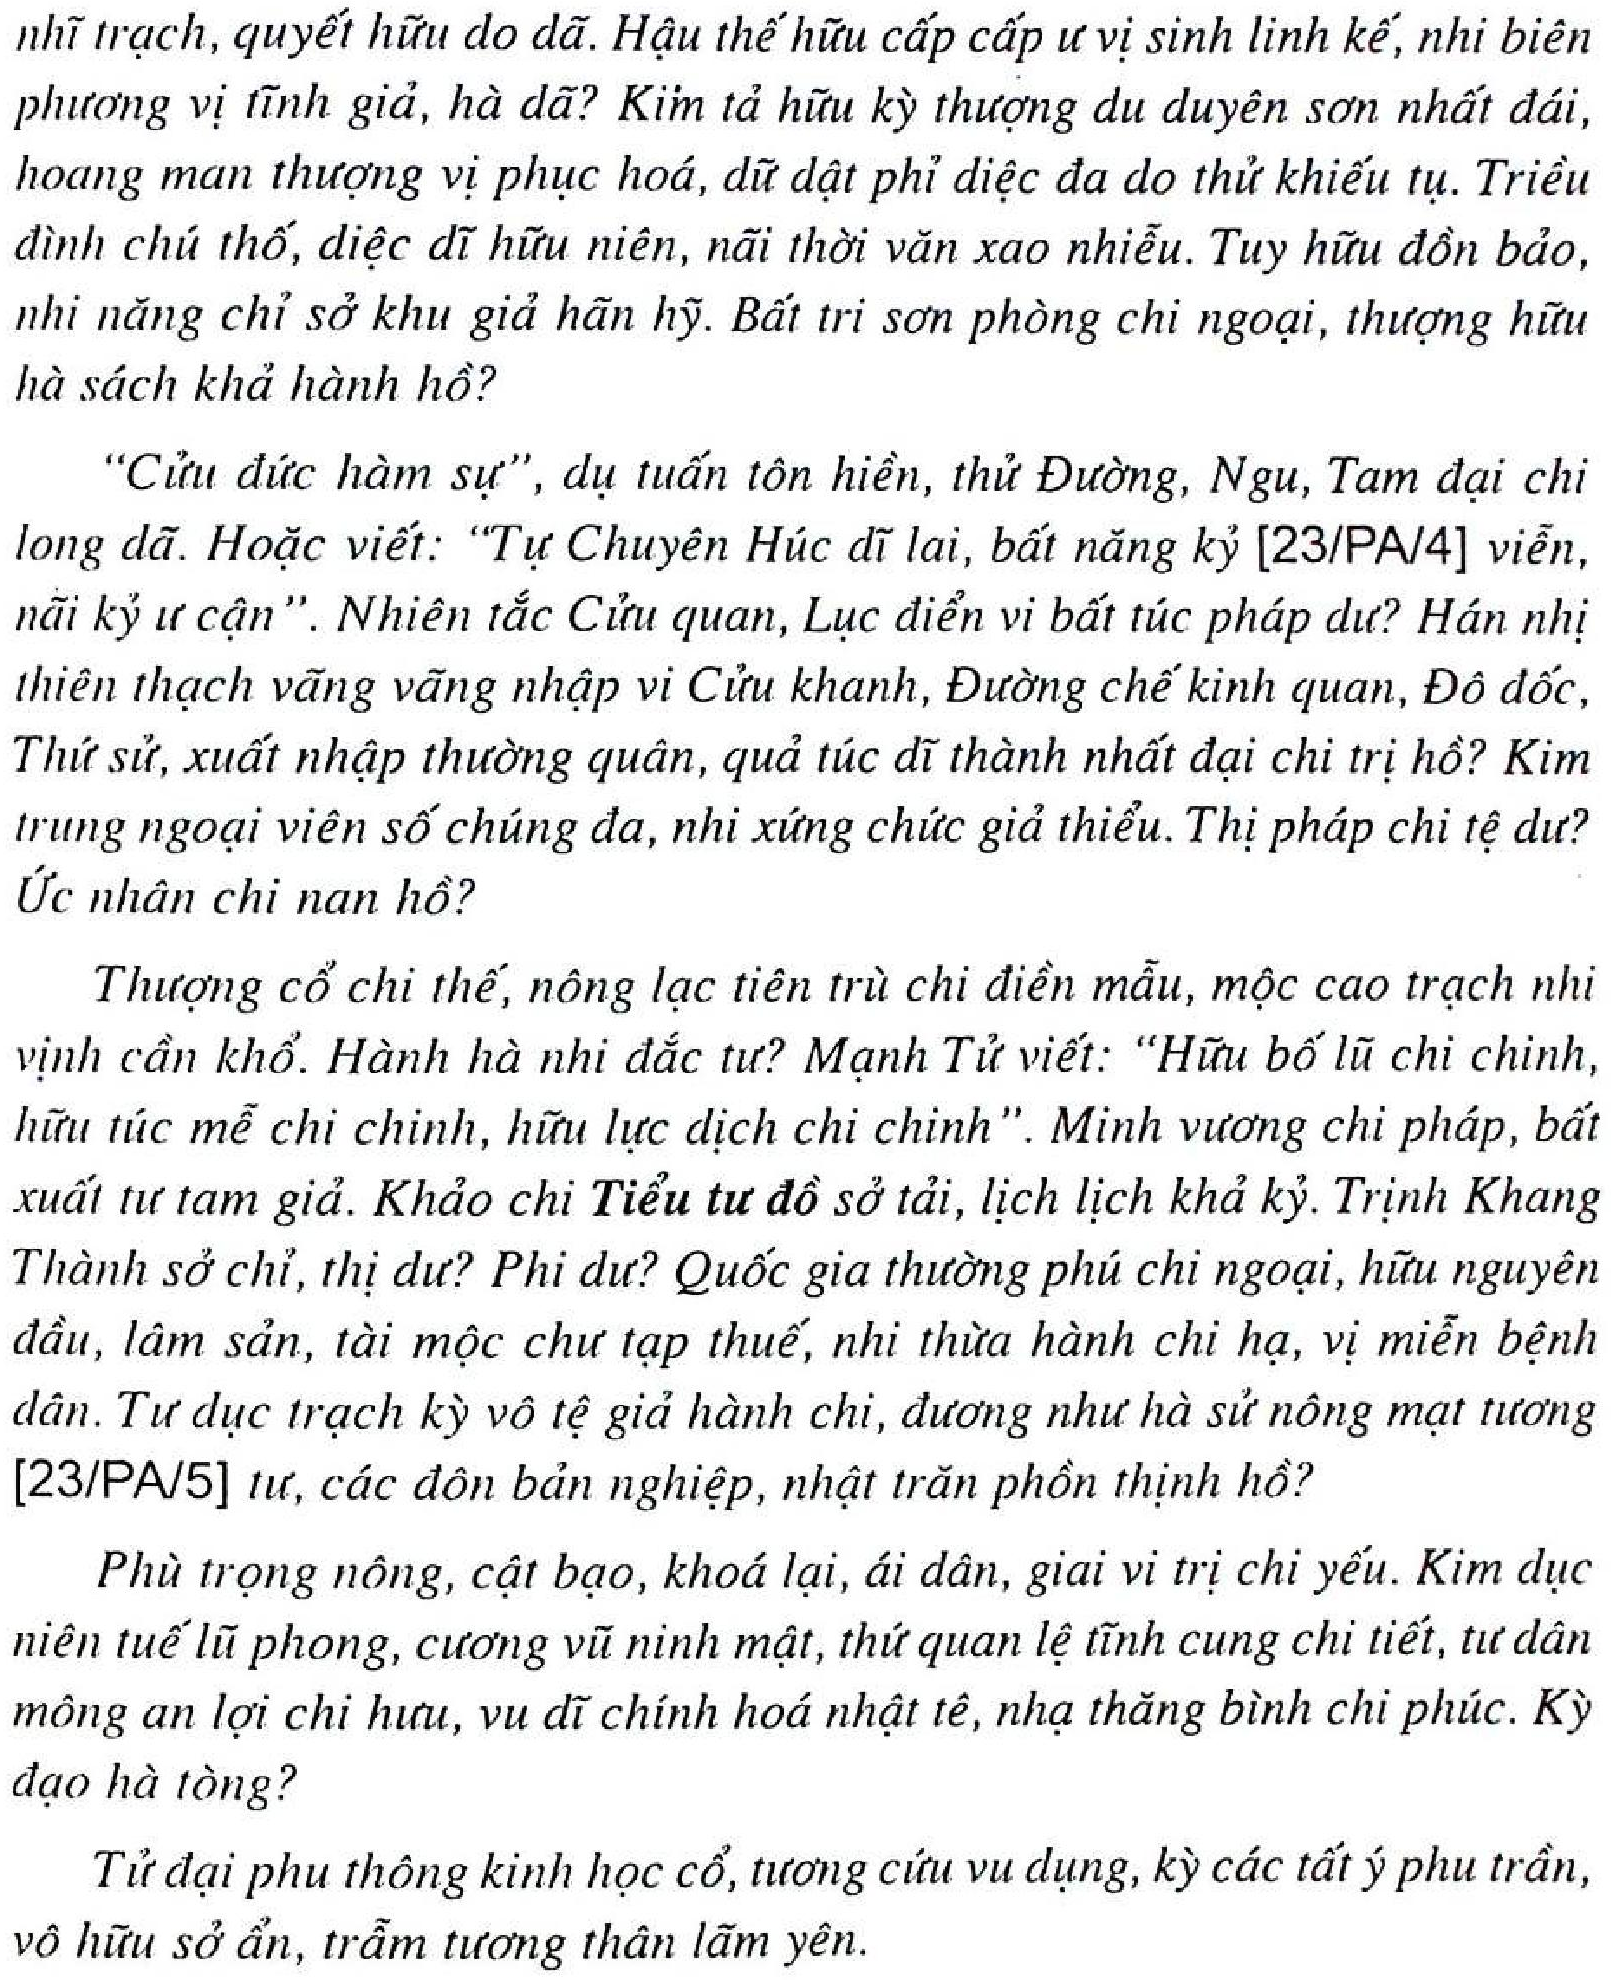 nhĩ trạch, quyết hữu do dã. Hậu thế hữu cấp cấp ư vị sinh linh kế, nhi biên
phương vị tĩnh giả, hà dã? Kim tả hữu kỳ thượng du duyên sơn nhất đái,
hoang man thượng vị phục hoá, dữ dật phỉ diệc đa do thử khiếu tụ. Triều
đình chú thố, diệc dĩ hữu niên, nãi thời văn xao nhiễu. Tuy hữu đồn bảo,
nhi năng chỉ sở khu giả hãn hỹ. Bất tri sơn phòng chi ngoại, thượng hữu
hà sách khả hành hồ?
“Cửu đức hàm sự”, dụ tuấn tôn hiền, thử Đường, Ngu, Tam đại chi
long dã. Hoặc viết: “Tự Chuyên Húc dĩ lai, bất năng kỷ [23/PA/4] viễn,
nãi kỷ ư cận”. Nhiên tắc Cửu quan, Lục điển vi bất túc pháp dư? Hán nhị
thiên thạch vãng vãng nhập vi Cửu khanh, Đường chế kinh quan, Đô đốc,
Thứ sử, xuất nhập thường quân, quả túc dĩ thành nhất đại chi trị hồ? Kim
trung ngoại viên số chúng đa, nhi xứng chức giả thiểu. Thị pháp chi tệ dư?
Ức nhân chi nan hồ?
Thượng cổ chi thế, nông lạc tiên trù chi điền mẫu, mộc cao trạch nhi
vịnh cần khổ. Hành hà nhi đắc tư? Mạnh Tử viết: “Hữu bố lũ chi chinh,
hữu túc mễ chi chinh, hữu lực dịch chi chinh”. Minh vương chi pháp, bất
xuất tư tam giả. Khảo chi Tiểu tư đồ sở tải, lịch lịch khả kỷ. Trịnh Khang
Thành sở chỉ, thị dư? Phi dư? Quốc gia thường phú chi ngoại, hữu nguyên
đầu, lâm sản, tài mộc chư tạp thuế, nhi thừa hành chi hạ, vị miễn bệnh
dân. Tư dục trạch kỳ vô tệ giả hành chi, đương như hà sử nông mạt tương
[23/PA/5] tư, các đôn bản nghiệp, nhật trăn phồn thịnh hồ?
Phù trọng nông, cật bạo, khoá lại, ái dân, giai vi trị chi yếu. Kim dục
niên tuế lũ phong, cương vũ ninh mật, thứ quan lệ tĩnh cung chi tiết, tư dân
mông an lợi chi hưu, vu dĩ chính hoá nhật tê, nhạ thăng bình chi phúc. Kỳ
đạo hà tòng?
Tử đại phu thông kinh học cổ, tương cứu vu dụng, kỳ các tất ý phu trần,
vô hữu sở ẩn, trẫm tương thân lãm yên.